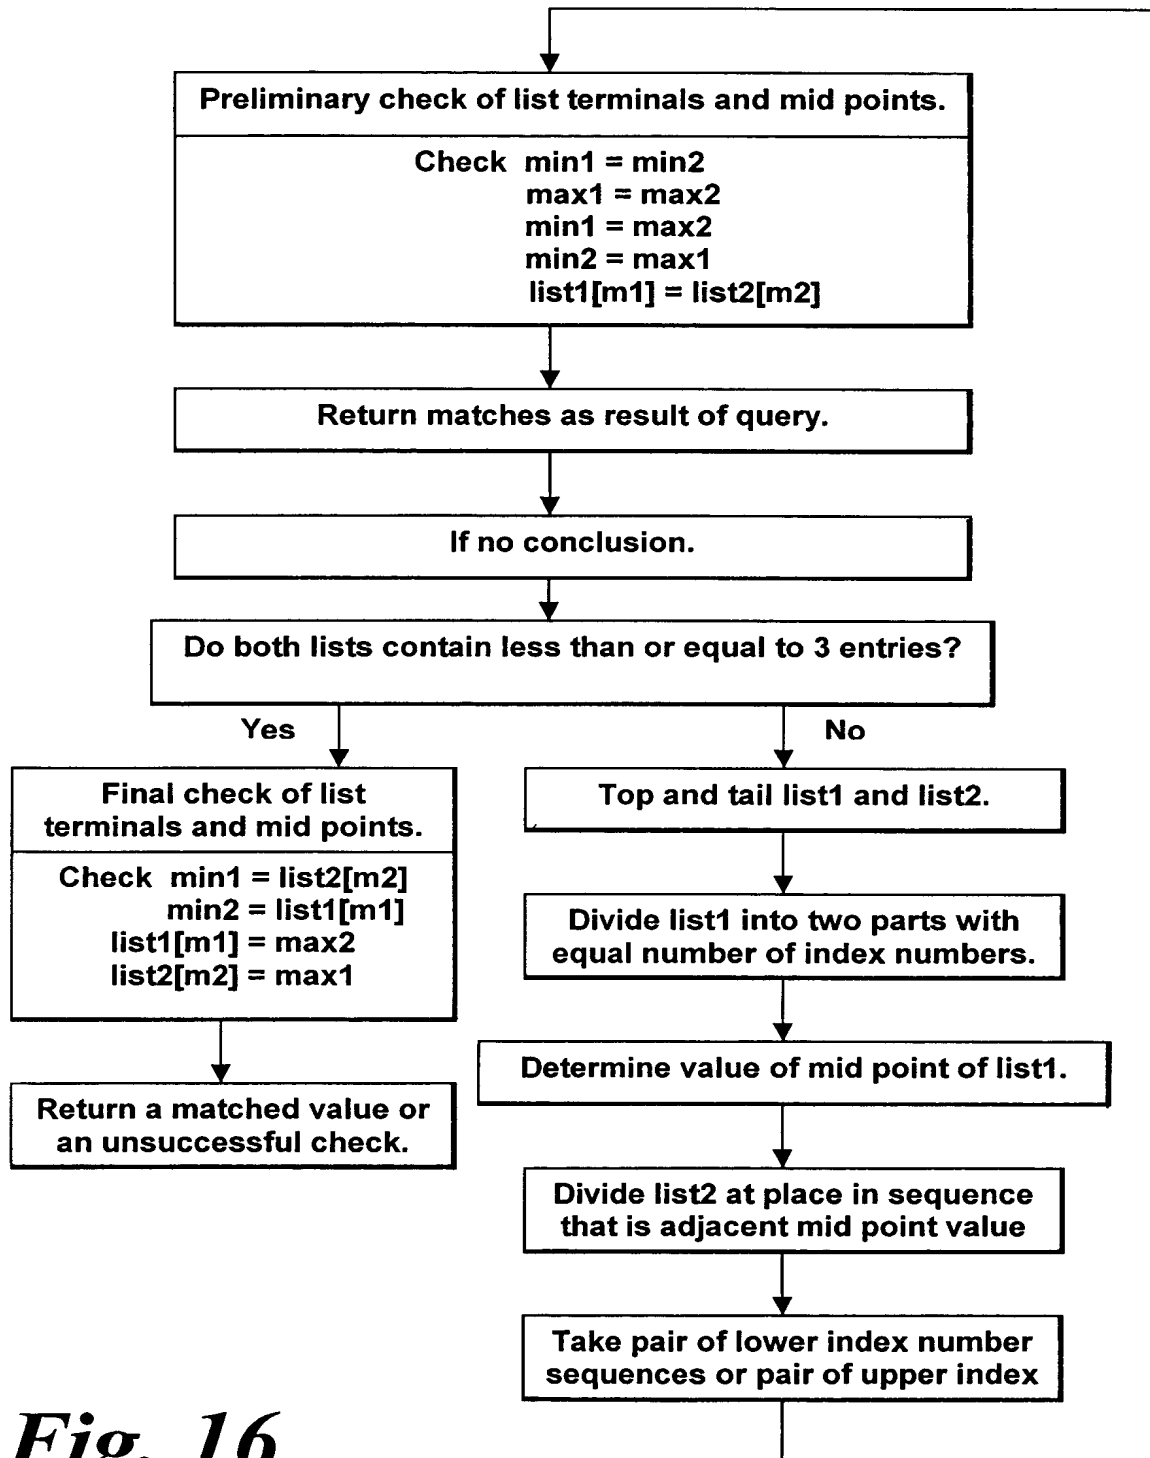 Preliminary check of list terminals and mid points.
Check min1 = min2
max1 = max2
min1 = max2
min2 = max1
list1[m1] = list2[m2]
Return matches as result of query.
If no conclusion.
Do both lists contain less than or equal to 3 entries?
Yes
No
Final check of list
terminals and mid points.
Check min1 = list2[m2]
min2 = list1[m1]
list1[m1] = max2
list2[m2] = max1
Return a matched value or
an unsuccessful check.
Top and tail list1 and list2.
Divide list1 into two parts with
equal number of index numbers.
Determine value of mid point of list1.
Divide list2 at place in sequence
that is adjacent mid point value
Take pair of lower index number
sequences or pair of upper index
Fig. 16